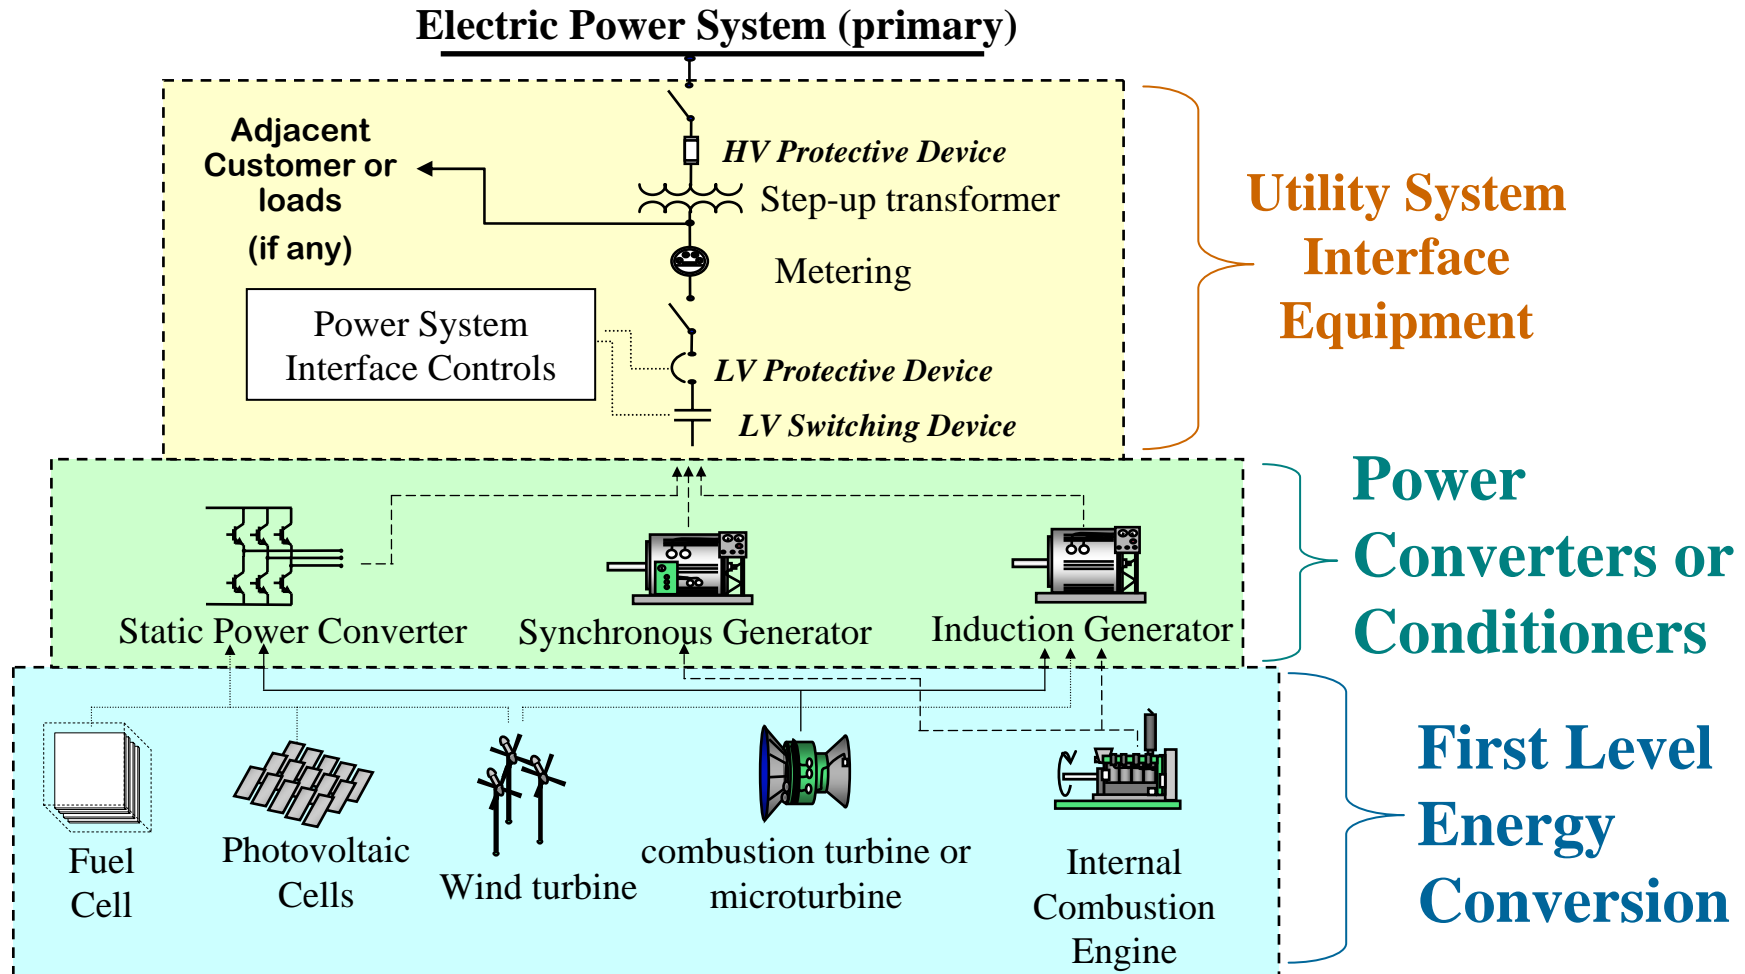 Electric Power System (primary)
Adjacent
Customer or
loads
(if any)
HV Protective Device
Step-up transformer
Metering
Power System
Interface Controls
LV Protective Device
LV Switching Device
Utility System
Interface
Equipment
Static Power Converter
Synchronous Generator
Induction Generator
Power
Converters or
Conditioners
Fuel
Cell
Photovoltaic
Cells
Wind turbine
combustion turbine or
microturbine
Internal
Combustion
Engine
First Level
Energy
Conversion